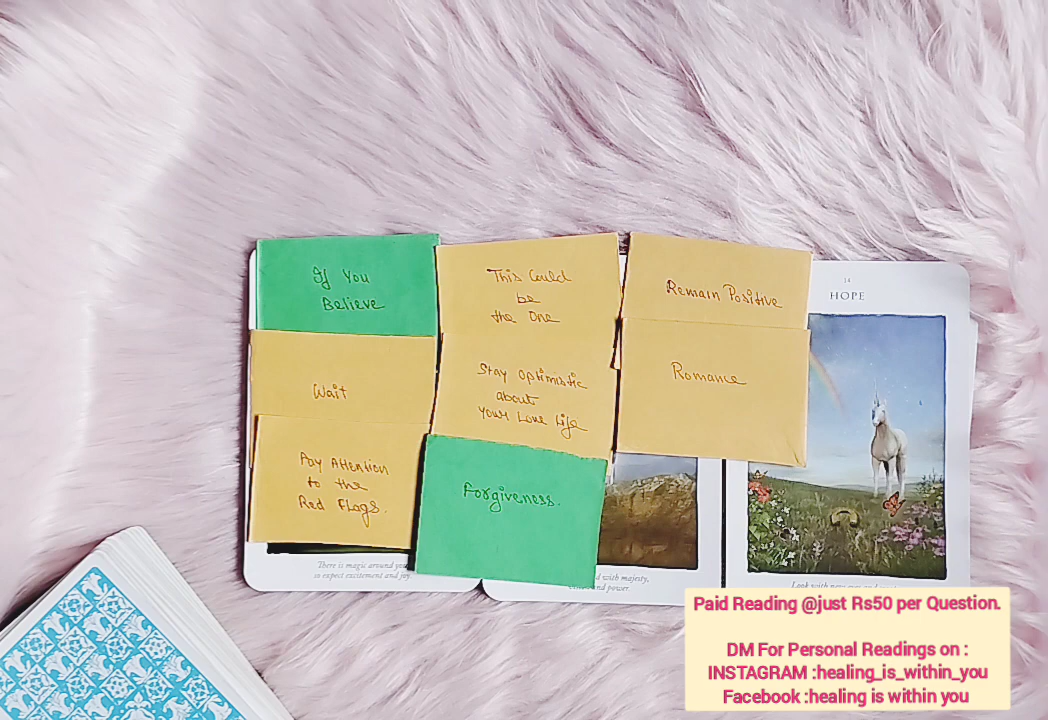 If You
Believe
This Could
be
the One
Remain Positive
14
HOPE
Wait
Stay Optimistic
about
Your Love Life
Romance
Pay Attention
to the
Red Flags.
Forgiveness.
There is magic around you
so expect excitement and joy.
with majesty,
and power.
Look with new eyes and
Paid Reading @just Rs50 per Question.
DM For Personal Readings on :
INSTAGRAM :healing_is_within_you
Facebook :healing is within you